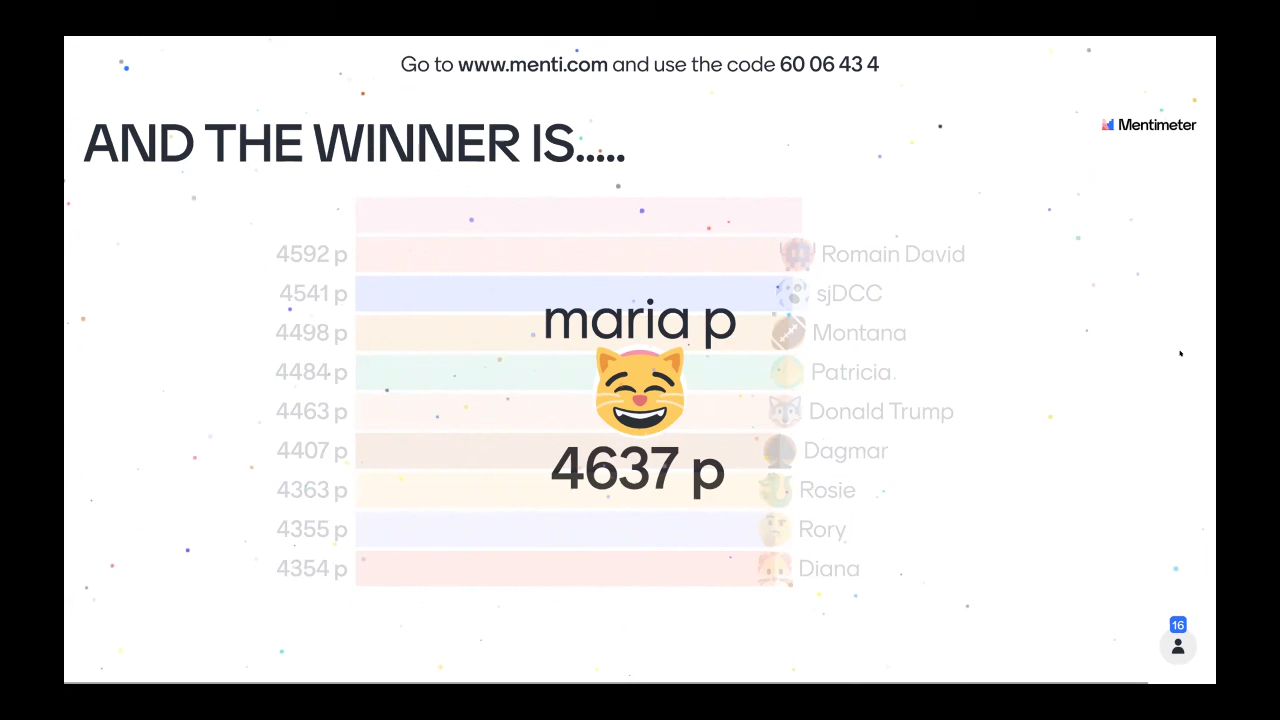 Go to www.menti.com and use the code 60 06 43 4
AND THE WINNER IS.....
Mentimeter
4592 p Romain David
4541 p sjDCC
maria p
4498 p Montana
4484 p Patricia
4463 p Donald Trump
4407 p Dagmar
4637 p
4363 p Rosie
4355 p Rory
4354 p Diana
16